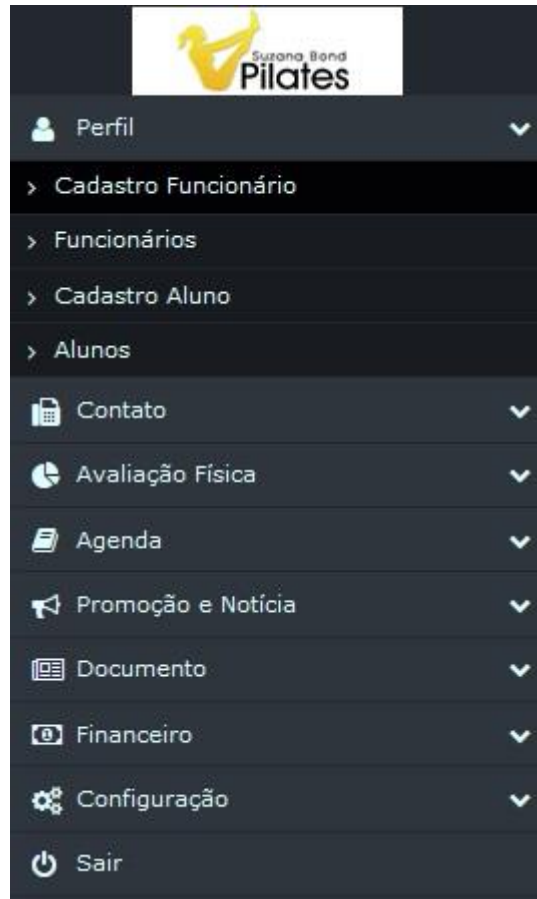 Suzana Bond
Pilates
Perfil
Cadastro Funcionário
Funcionários
Cadastro Aluno
Alunos
Contato
Avaliação Física
Agenda
Promoção e Notícia
Documento
Financeiro
Configuração
Sair